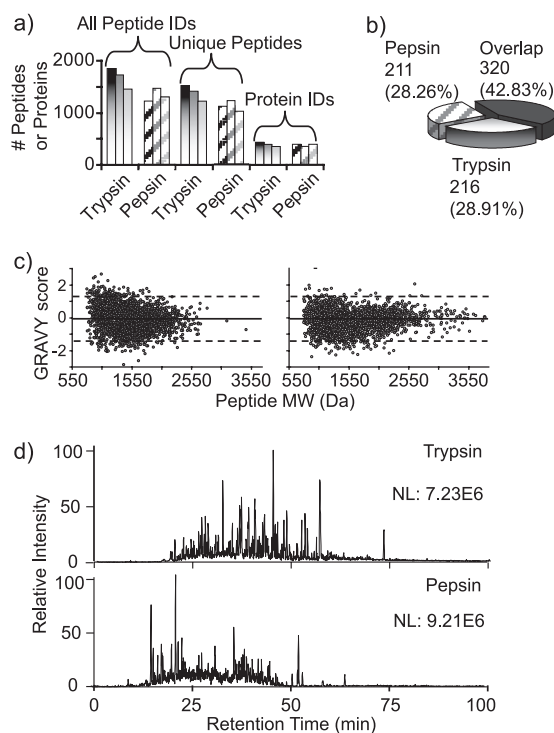 a)
All Peptide IDs
Unique Peptides
Protein IDs
# Peptides
or Proteins
2000
1000
0
Trypsin
Pepsin
Trypsin
Pepsin
Trypsin
Pepsin
b)
Pepsin
211
(28.26%)
Overlap
320
(42.83%)
Trypsin
216
(28.91%)
c)
GRAVY score
2
0
-2
550 1550 2550 3550
550 1550 2550 3550
Peptide MW (Da)
d)
Relative Intensity
100
50
0
Trypsin
NL: 7.23E6
100
50
0
Pepsin
NL: 9.21E6
0 25 50 75 100
Retention Time (min)